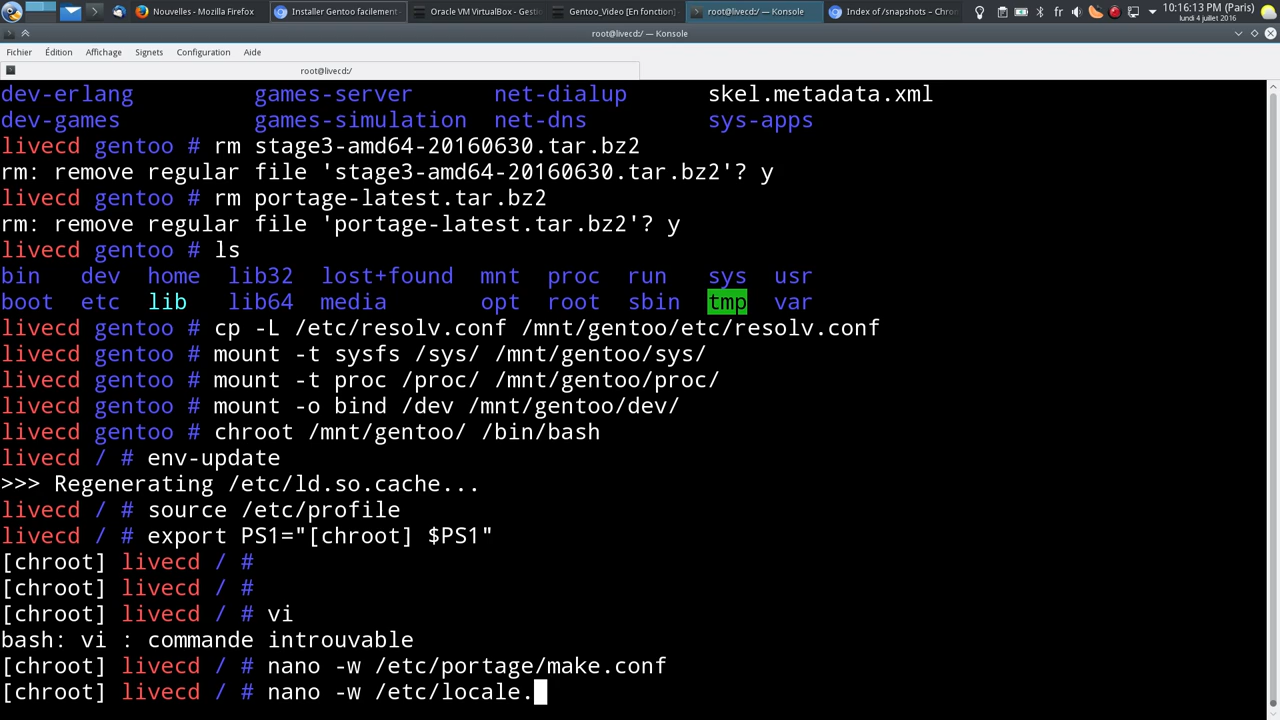 Nouvelles - Mozilla Firefox
Installer Gentoo facilement
Oracle VM VirtualBox - Gesti
Gentoo_Video [En fonction]
root@livecd:/ — Konsole
Index of /snapshots – Chro
fr
10:16:13 PM (Paris)
lundi 4 juillet 2016
root@livecd:/ — Konsole
Fichier Édition Affichage Signets Configuration Aide
root@livecd:/
dev-erlang games-server net-dialup skel.metadata.xml
dev-games games-simulation net-dns sys-apps
livecd gentoo # rm stage3-amd64-20160630.tar.bz2
rm: remove regular file 'stage3-amd64-20160630.tar.bz2'? y
livecd gentoo # rm portage-latest.tar.bz2
rm: remove regular file 'portage-latest.tar.bz2'? y
livecd gentoo # ls
bin dev home lib32 lost+found mnt proc run sys usr
boot etc lib lib64 media opt root sbin tmp var
livecd gentoo # cp -L /etc/resolv.conf /mnt/gentoo/etc/resolv.conf
livecd gentoo # mount -t sysfs /sys/ /mnt/gentoo/sys/
livecd gentoo # mount -t proc /proc/ /mnt/gentoo/proc/
livecd gentoo # mount -o bind /dev /mnt/gentoo/dev/
livecd gentoo # chroot /mnt/gentoo/ /bin/bash
livecd / # env-update
>>> Regenerating /etc/ld.so.cache...
livecd / # source /etc/profile
livecd / # export PS1="[chroot] $PS1"
[chroot] livecd / #
[chroot] livecd / #
[chroot] livecd / # vi
bash: vi : commande introuvable
[chroot] livecd / # nano -w /etc/portage/make.conf
[chroot] livecd / # nano -w /etc/locale.